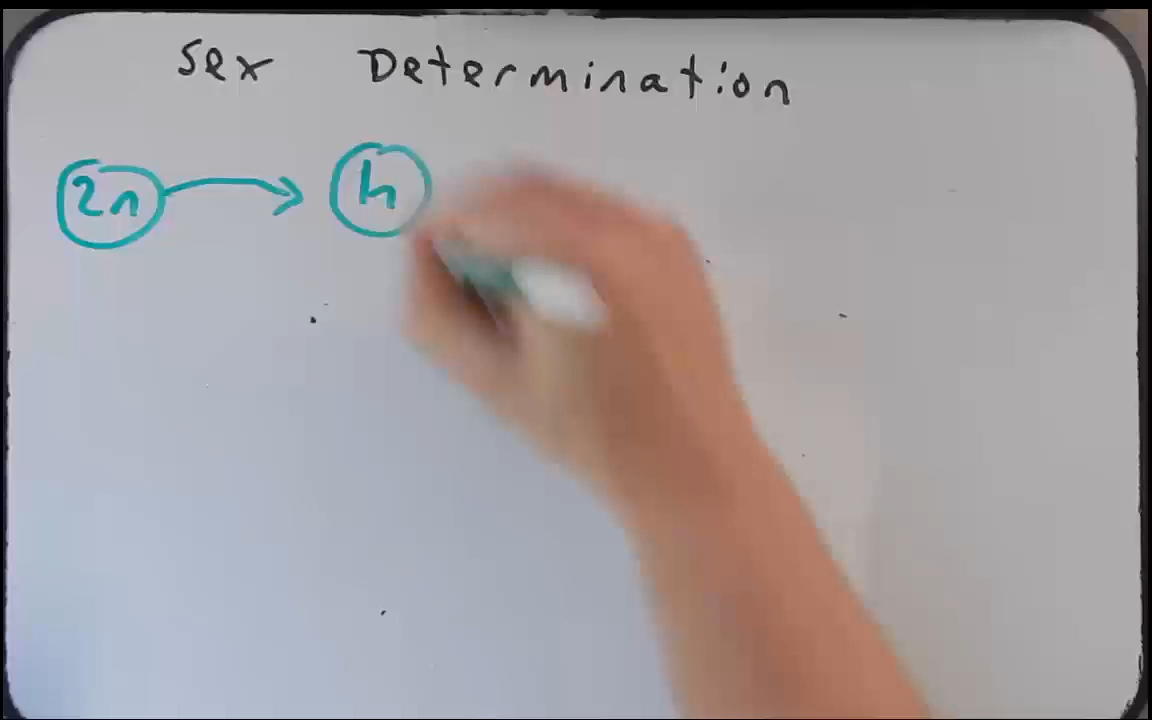 Sex Determination
2n → n